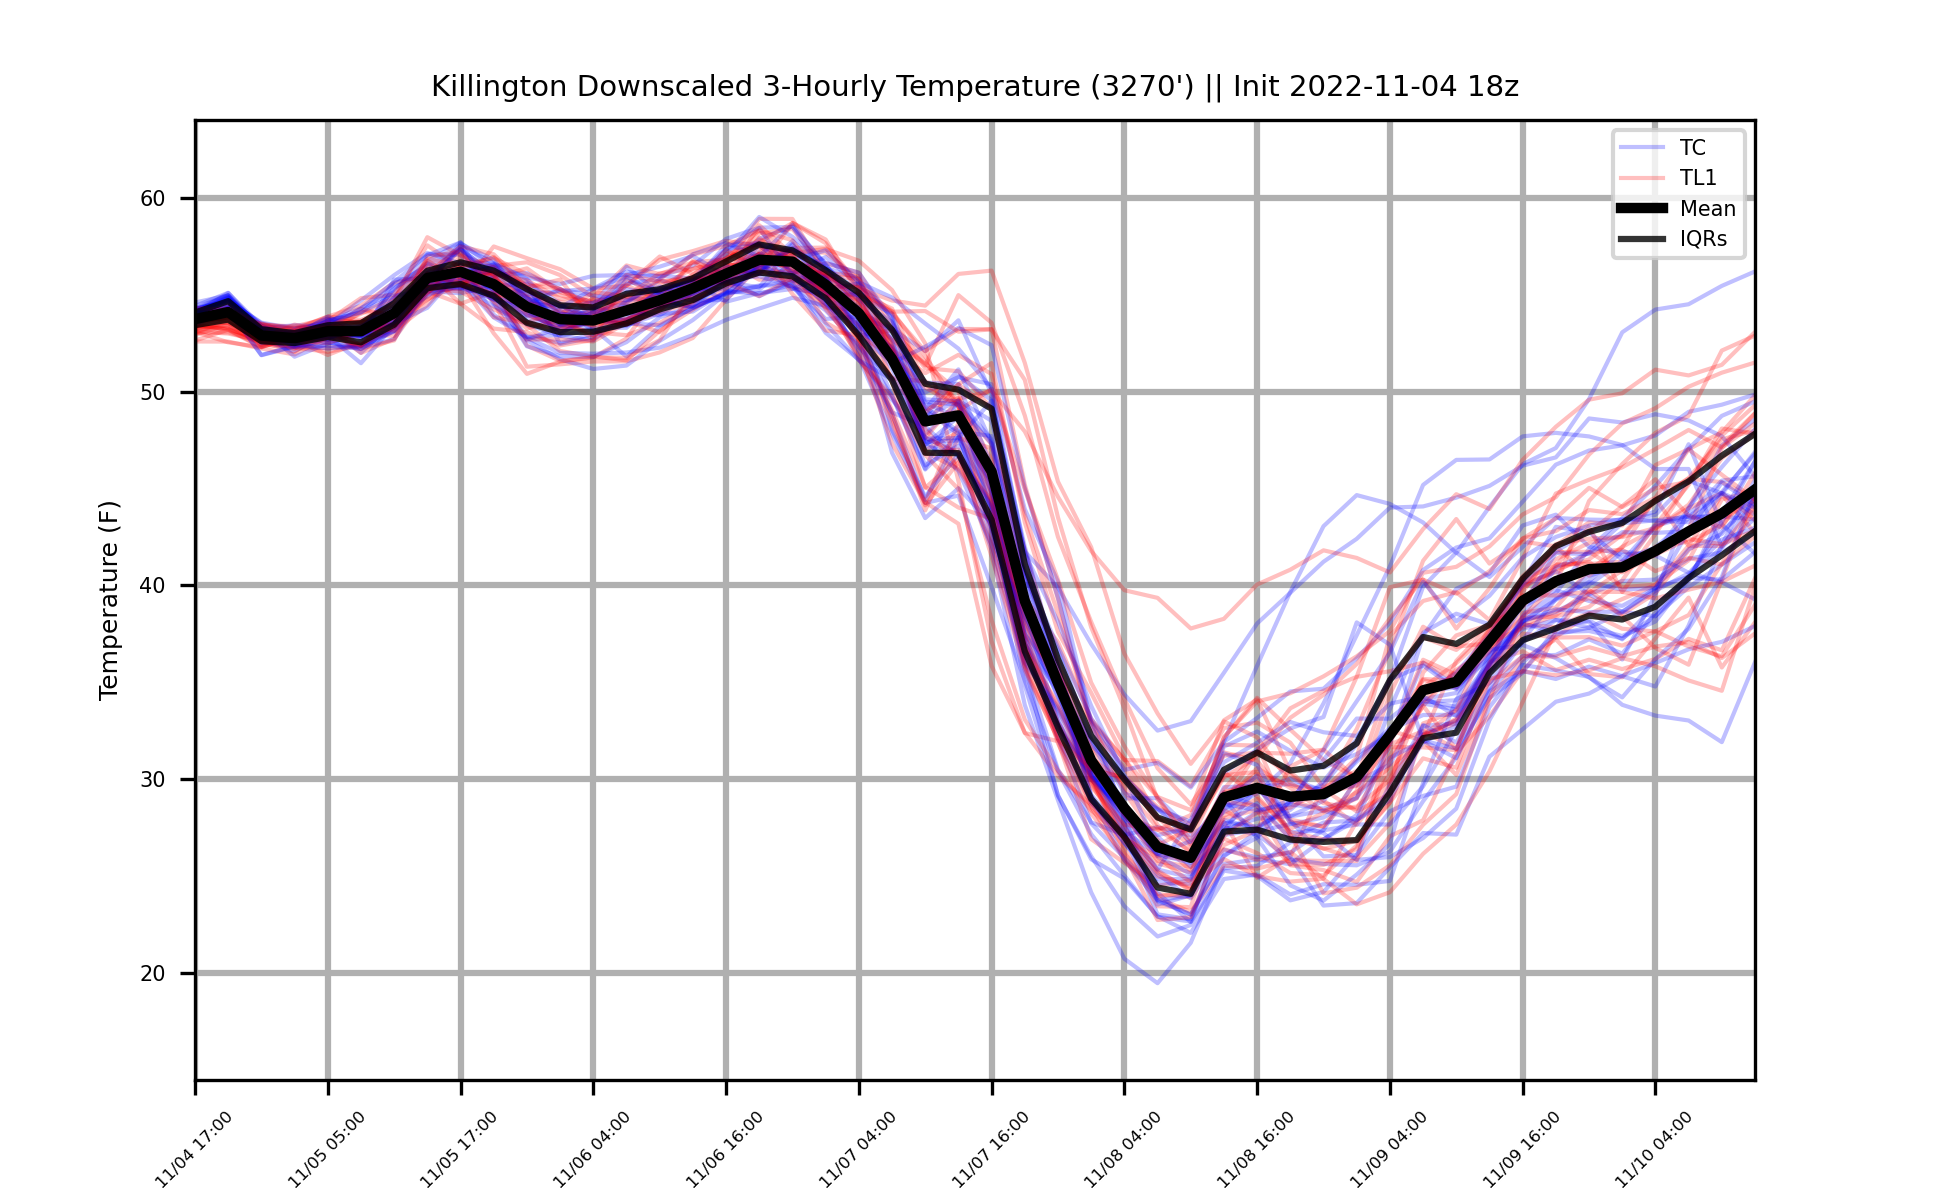 Killington Downscaled 3-Hourly Temperature (3270') || Init 2022-11-04 18z
TC
TL1
Mean
IQRs
Temperature (F)
60
50
40
30
20
11/04 17:00
11/05 05:00
11/05 17:00
11/06 04:00
11/06 16:00
11/07 04:00
11/07 16:00
11/08 04:00
11/08 16:00
11/09 04:00
11/09 16:00
11/10 04:00